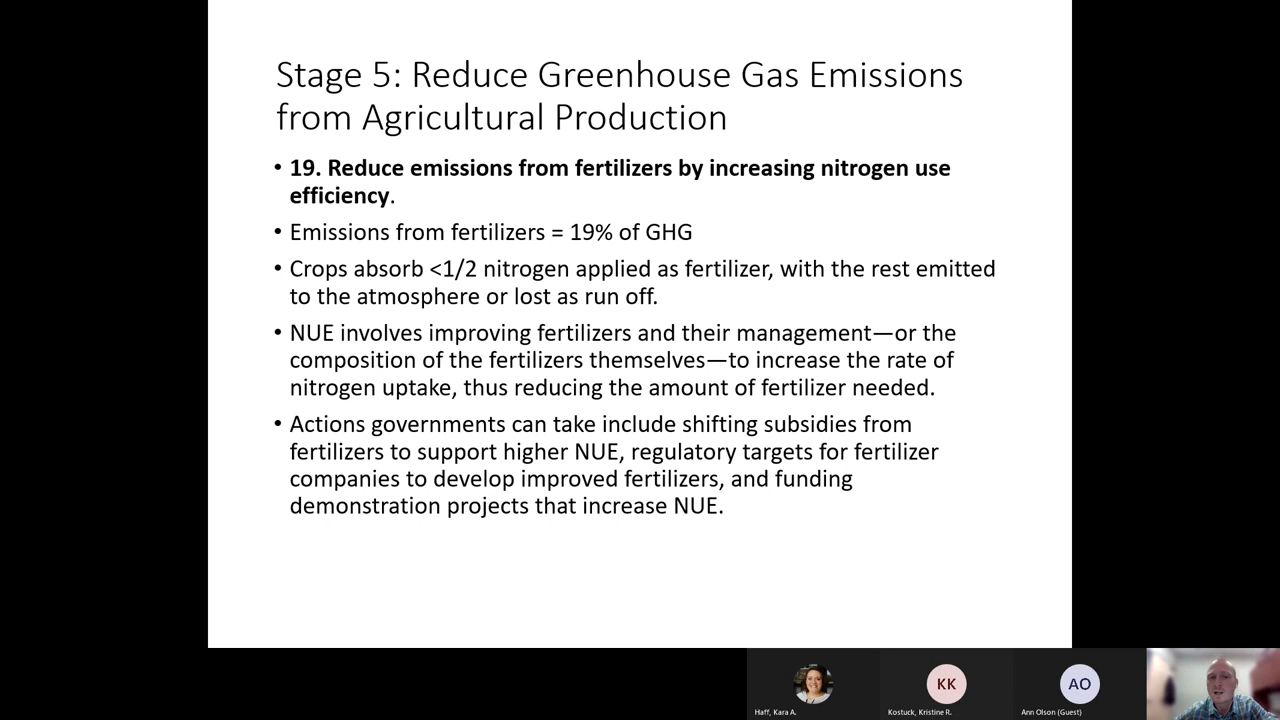 Stage 5: Reduce Greenhouse Gas Emissions
from Agricultural Production
• 19. Reduce emissions from fertilizers by increasing nitrogen use
efficiency.
• Emissions from fertilizers = 19% of GHG
• Crops absorb <1/2 nitrogen applied as fertilizer, with the rest emitted
to the atmosphere or lost as run off.
• NUE involves improving fertilizers and their management—or the
composition of the fertilizers themselves—to increase the rate of
nitrogen uptake, thus reducing the amount of fertilizer needed.
• Actions governments can take include shifting subsidies from
fertilizers to support higher NUE, regulatory targets for fertilizer
companies to develop improved fertilizers, and funding
demonstration projects that increase NUE.
KK
AO
Haff, Kara A.
Kostuck, Kristine R.
Ann Olson (Guest)